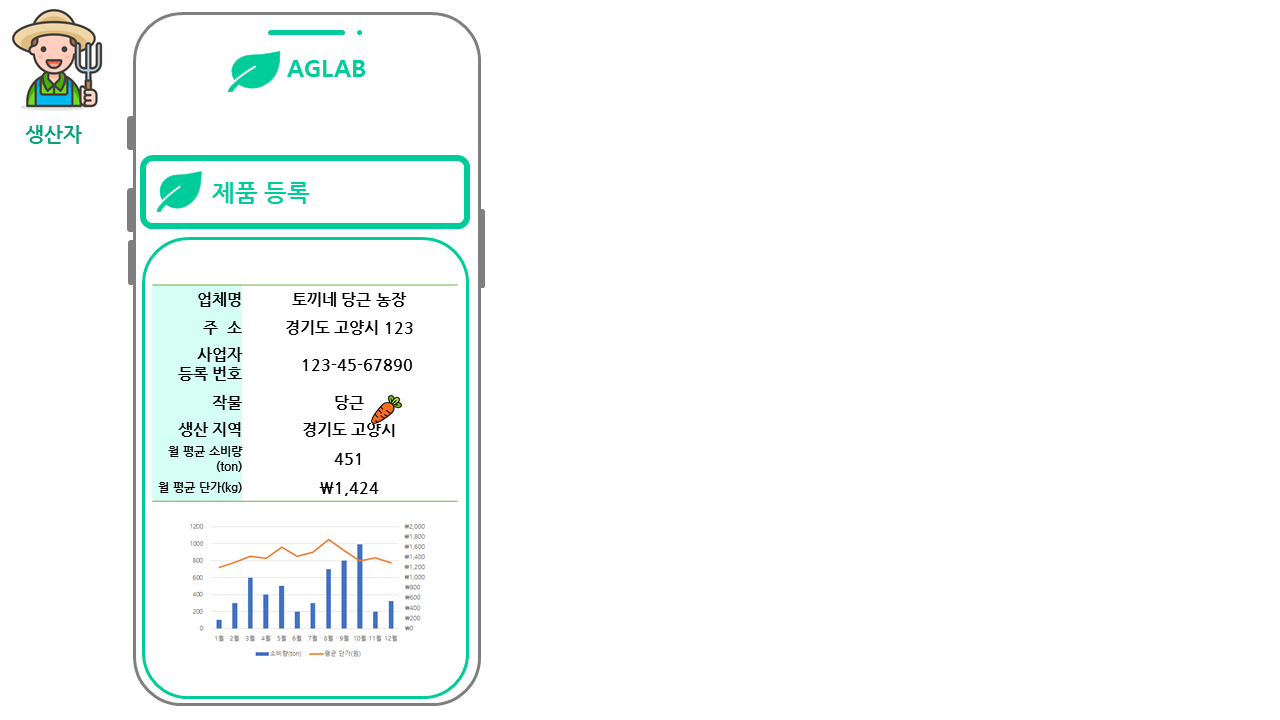 AGLAB
생산자
제품 등록
업체명 토끼네 당근 농장
주 소 경기도 고양시 123
사업자
등록 번호 123-45-67890
작물 당근
생산 지역 경기도 고양시
월 평균 소비량
(ton) 451
월 평균 단가(kg) ₩1,424
1200 ₩2,000
₩1,800
1000 ₩1,600
800 ₩1,400
₩1,200
600 ₩1,000
400 ₩800
₩600
200 ₩400
₩200
0 ₩0
1월 2월 3월 4월 5월 6월 7월 8월 9월 10월 11월 12월
소비량(ton) 평균 단가(원)